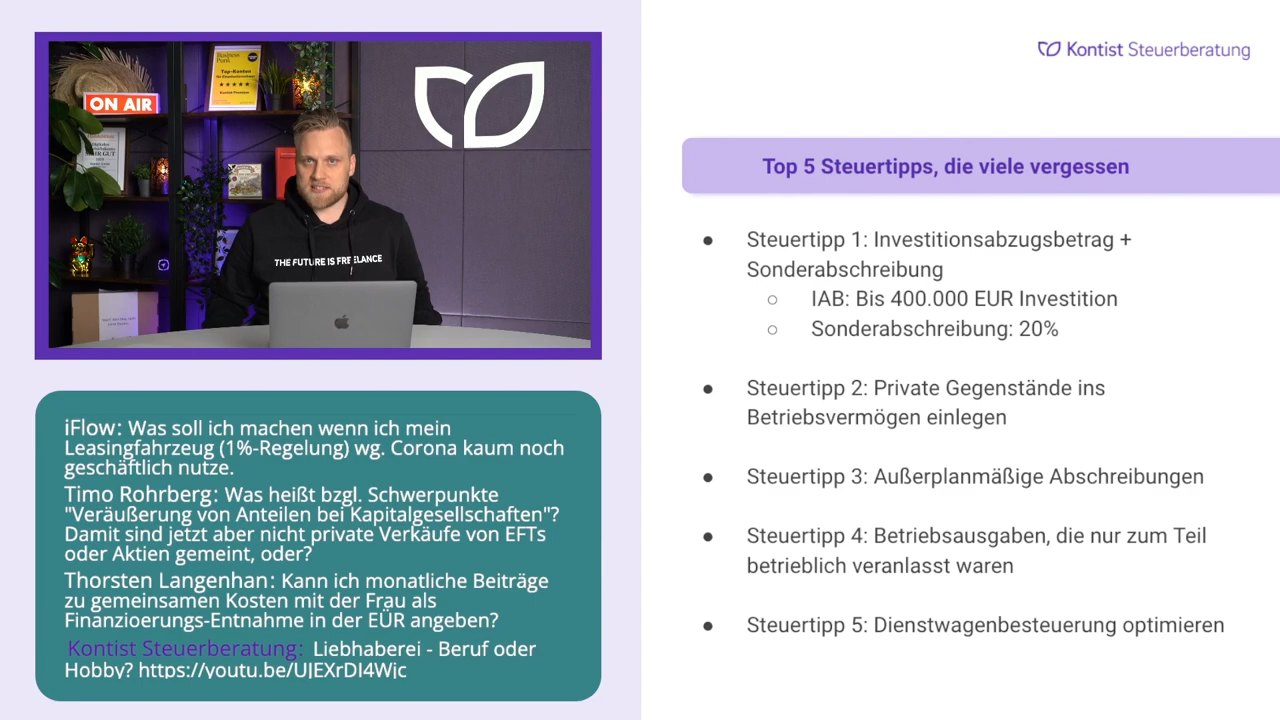 ON AIR
Business Punk
Top-Konten
THE FUTURE IS FREELANCE
iFlow: Was soll ich machen wenn ich mein
Leasingfahrzeug (1%-Regelung) wg. Corona kaum noch
geschäftlich nutze.
Timo Rohrberg: Was heißt bzgl. Schwerpunkte
"Veräußerung von Anteilen bei Kapitalgesellschaften"?
Damit sind jetzt aber nicht private Verkäufe von EFTs
oder Aktien gemeint, oder?
Thorsten Langenhan: Kann ich monatliche Beiträge
zu gemeinsamen Kosten mit der Frau als
Finanzioerungs-Entnahme in der EÜR angeben?
Kontist Steuerberatung: Liebhaberei - Beruf oder
Hobby? https://youtu.be/UJEXrDI4Wjc
Kontist Steuerberatung
Top 5 Steuertipps, die viele vergessen
● Steuertipp 1: Investitionsabzugsbetrag +
Sonderabschreibung
○ IAB: Bis 400.000 EUR Investition
○ Sonderabschreibung: 20%
● Steuertipp 2: Private Gegenstände ins
Betriebsvermögen einlegen
● Steuertipp 3: Außerplanmäßige Abschreibungen
● Steuertipp 4: Betriebsausgaben, die nur zum Teil
betrieblich veranlasst waren
● Steuertipp 5: Dienstwagenbesteuerung optimieren